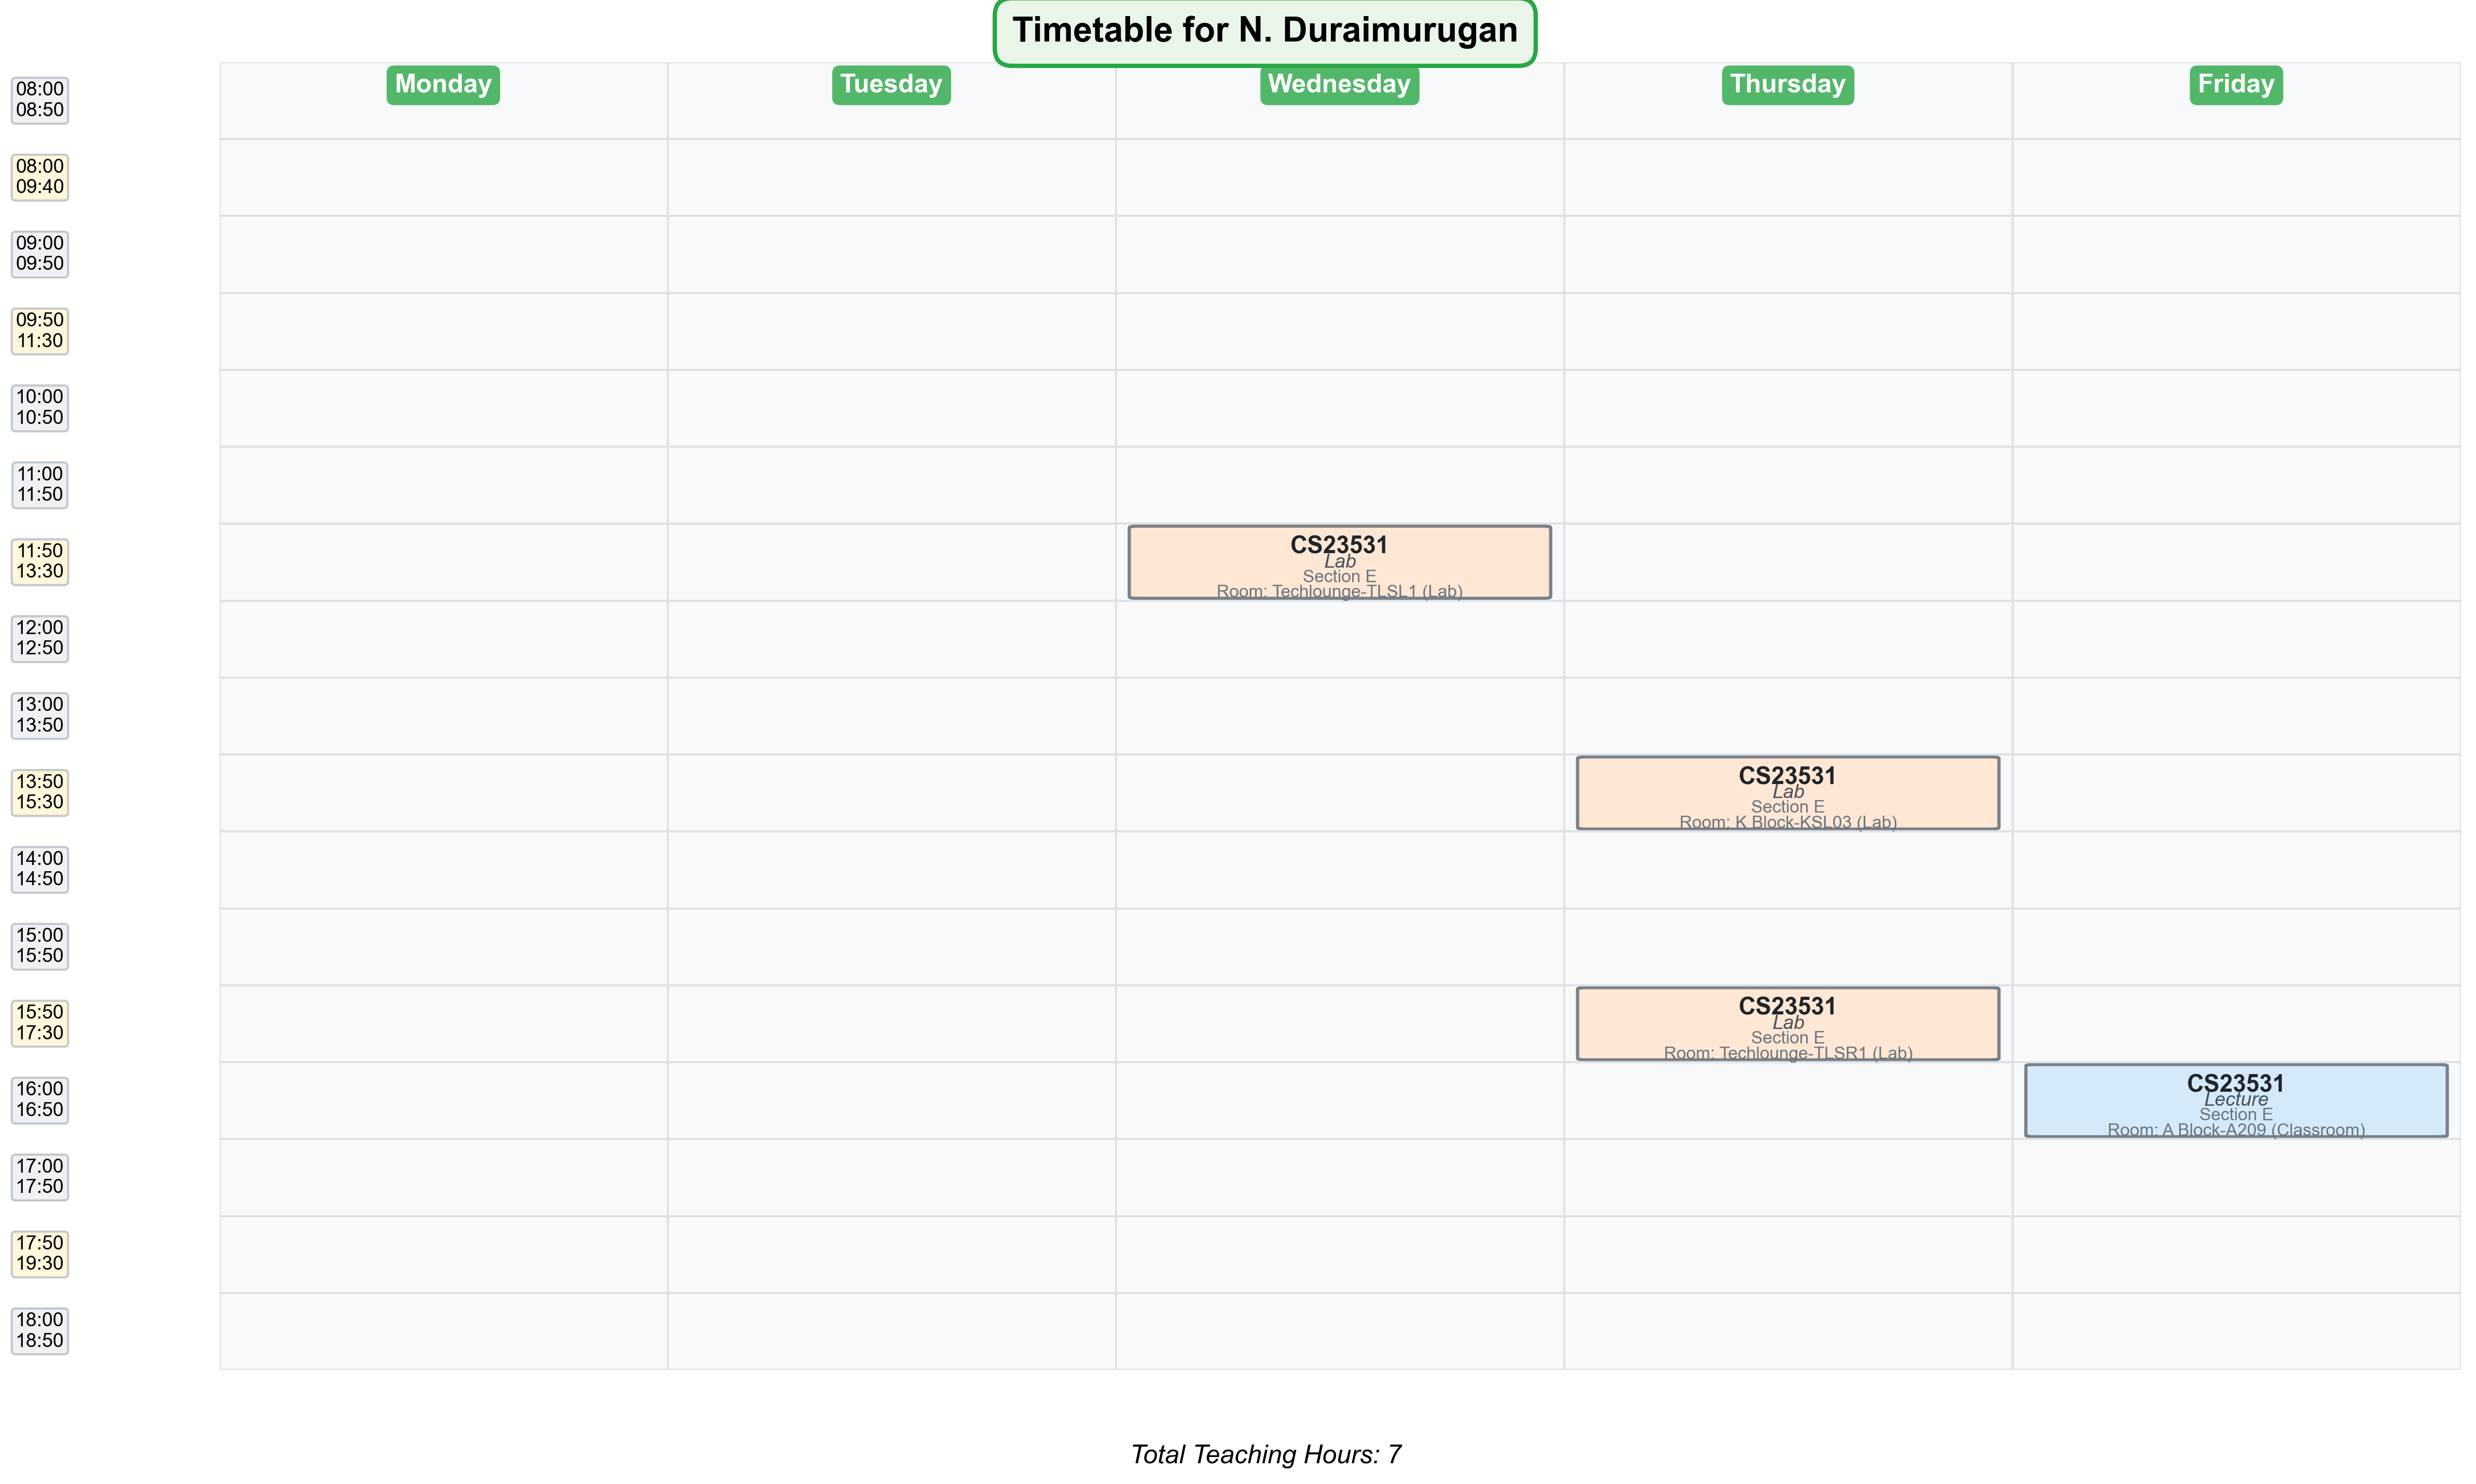 Timetable for N. Duraimurugan
Monday
Tuesday
Wednesday
Thursday
Friday
08:00
08:50
08:00
09:40
09:00
09:50
09:50
11:30
10:00
10:50
11:00
11:50
11:50
13:30
CS23531
Lab
Section E
Room: Techlounge-TLSL1 (Lab)
12:00
12:50
13:00
13:50
13:50
15:30
CS23531
Lab
Section E
Room: K Block-KSL03 (Lab)
14:00
14:50
15:00
15:50
15:50
17:30
CS23531
Lab
Section E
Room: Techlounge-TLSR1 (Lab)
16:00
16:50
CS23531
Lecture
Section E
Room: A Block-A209 (Classroom)
17:00
17:50
17:50
19:30
18:00
18:50
Total Teaching Hours: 7